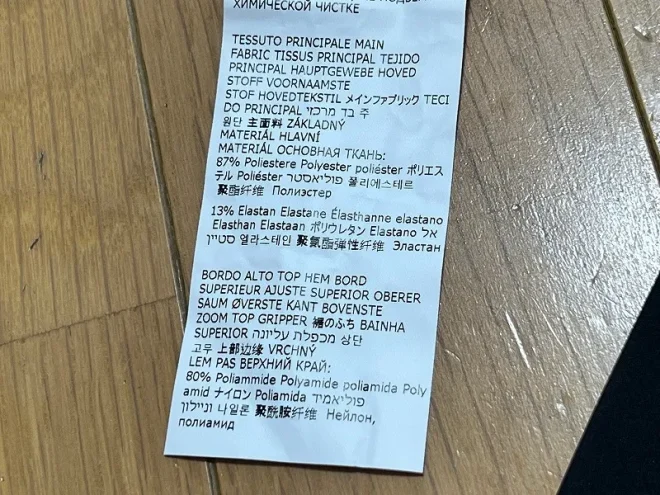 ХИМИЧЕСКОЙ ЧИСТКЕ
TESSUTO PRINCIPALE MAIN
FABRIC TISSUS PRINCIPAL TEJIDO
PRINCIPAL HAUPTGEWEBE HOVED
STOFF VOORNAAMSTE
STOF HOVEDTEKSTIL メインファブリック TECI
DO PRINCIPAL בד מרכזי 주
원단 主面料 ZÁKLADNÝ
MATERIÁL HLAVNÍ
MATERIÁL ОСНОВНАЯ ТКАНЬ:
87% Poliestere Polyester poliéster ポリエス
テル Poliéster פוליאסטר 폴리에스테르
聚酯纤维 Полиэстер
13% Elastan Elastane Élasthanne elastano
Elasthan Elastaan ポリウレタン Elastano אל
סטיין 엘라스테인 聚氨酯弹性纤维 Эластан
BORDO ALTO TOP HEM BORD
SUPERIEUR AJUSTE SUPERIOR OBERER
SAUM ØVERSTE KANT BOVENSTE
ZOOM TOP GRIPPER 裾のふち BAINHA
SUPERIOR מכפלת עליונה 상단
고무 上部边缘 VRCHNÝ
LEM PAS ВЕРХНИЙ КРАЙ:
80% Poliammide Polyamide poliamida Poly
amid ナイロン Poliamida פוליאמיד
וניילון 나일론 聚酰胺纤维 Нейлон,
полиамид